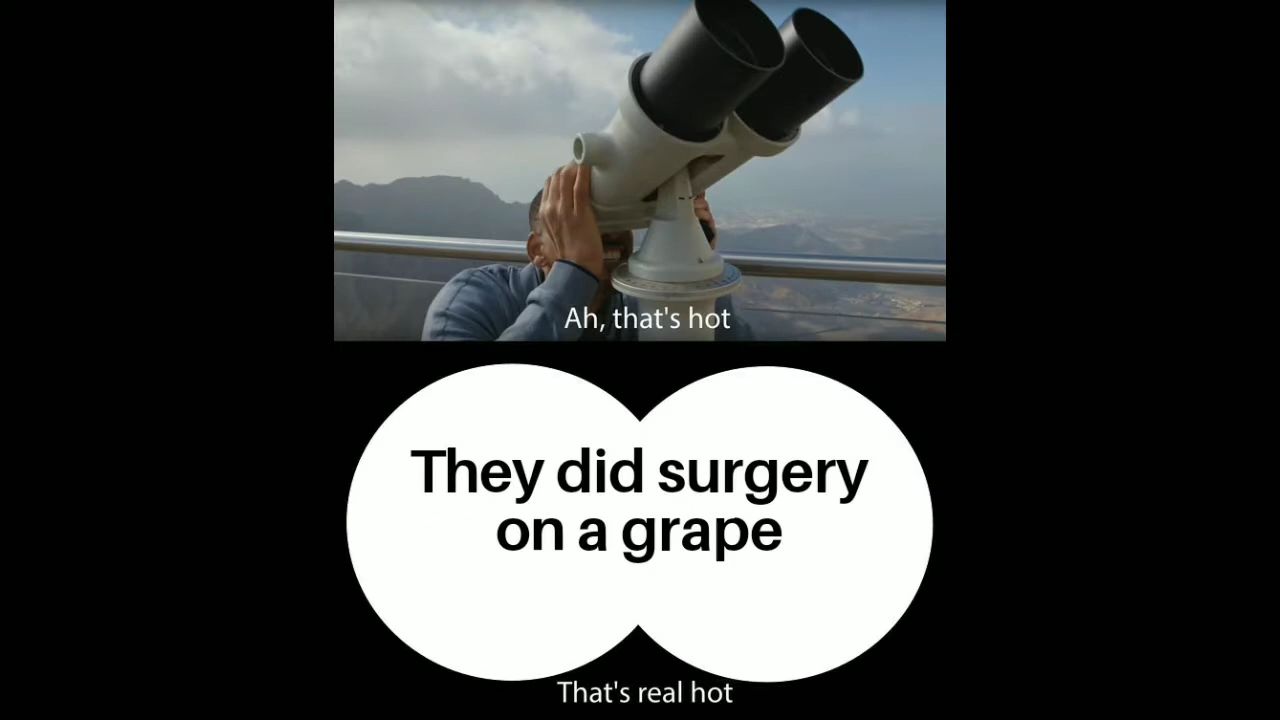 Ah, that's hot
They did surgery
on a grape
That's real hot